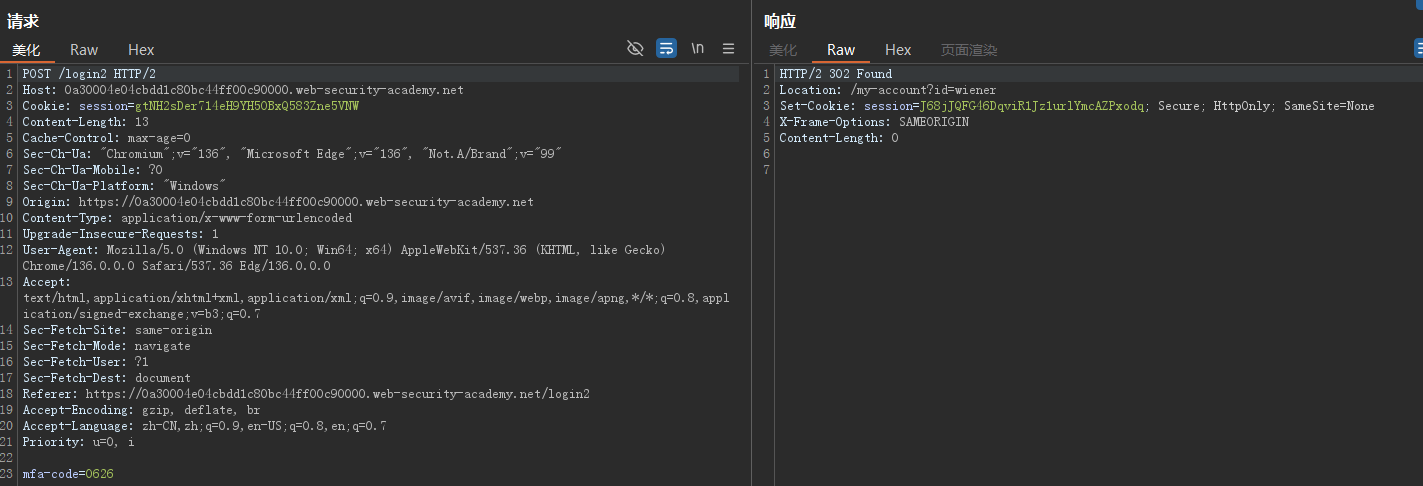 请求
美化 Raw Hex
\n
1 POST /login2 HTTP/2
2 Host: 0a30004e04cbdd1c80bc44ff00c90000.web-security-academy.net
3 Cookie: session=gtNH2sDer714eH9YH5OBxQ583Zne5VNW
4 Content-Length: 13
5 Cache-Control: max-age=0
6 Sec-Ch-Ua: "Chromium";v="136", "Microsoft Edge";v="136", "Not.A/Brand";v="99"
7 Sec-Ch-Ua-Mobile: ?0
8 Sec-Ch-Ua-Platform: "Windows"
9 Origin: https://0a30004e04cbdd1c80bc44ff00c90000.web-security-academy.net
10 Content-Type: application/x-www-form-urlencoded
11 Upgrade-Insecure-Requests: 1
12 User-Agent: Mozilla/5.0 (Windows NT 10.0; Win64; x64) AppleWebKit/537.36 (KHTML, like Gecko)
Chrome/136.0.0.0 Safari/537.36 Edg/136.0.0.0
13 Accept:
text/html,application/xhtml+xml,application/xml;q=0.9,image/avif,image/webp,image/apng,*/*;q=0.8,appl
ication/signed-exchange;v=b3;q=0.7
14 Sec-Fetch-Site: same-origin
15 Sec-Fetch-Mode: navigate
16 Sec-Fetch-User: ?1
17 Sec-Fetch-Dest: document
18 Referer: https://0a30004e04cbdd1c80bc44ff00c90000.web-security-academy.net/login2
19 Accept-Encoding: gzip, deflate, br
20 Accept-Language: zh-CN,zh;q=0.9,en-US;q=0.8,en;q=0.7
21 Priority: u=0, i
22
23 mfa-code=0626
响应
美化 Raw Hex 页面渲染
1 HTTP/2 302 Found
2 Location: /my-account?id=wiener
3 Set-Cookie: session=J68jJQFG46DqviR1Jz1urlYmcAZPxodq; Secure; HttpOnly; SameSite=None
4 X-Frame-Options: SAMEORIGIN
5 Content-Length: 0
6
7